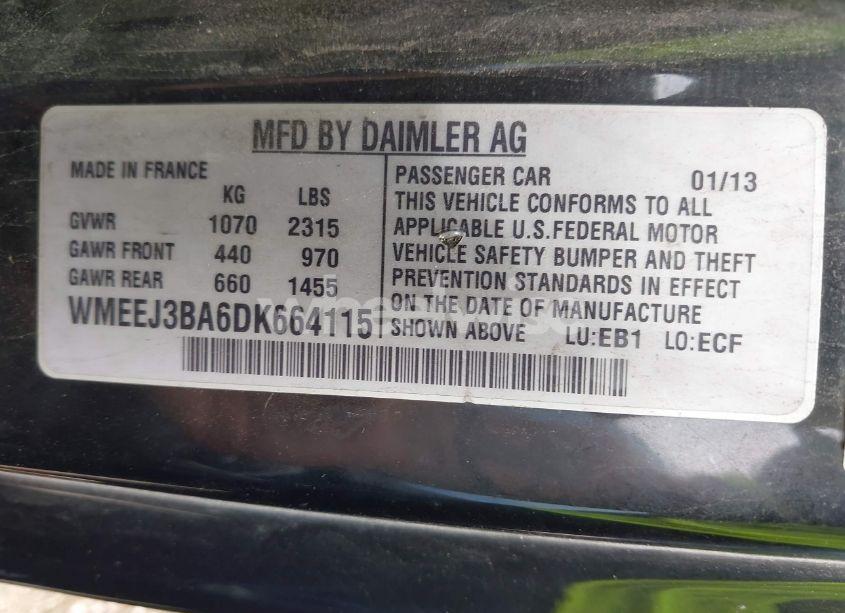 MFD BY DAIMLER AG
MADE IN FRANCE
KG LBS
GVWR 1070 2315
GAWR FRONT 440 970
GAWR REAR 660 1455
WMEEJ3BA6DK664115
PASSENGER CAR 01/13
THIS VEHICLE CONFORMS TO ALL
APPLICABLE U.S.FEDERAL MOTOR
VEHICLE SAFETY BUMPER AND THEFT
PREVENTION STANDARDS IN EFFECT
ON THE DATE OF MANUFACTURE
SHOWN ABOVE LU:EB1 LO:ECF